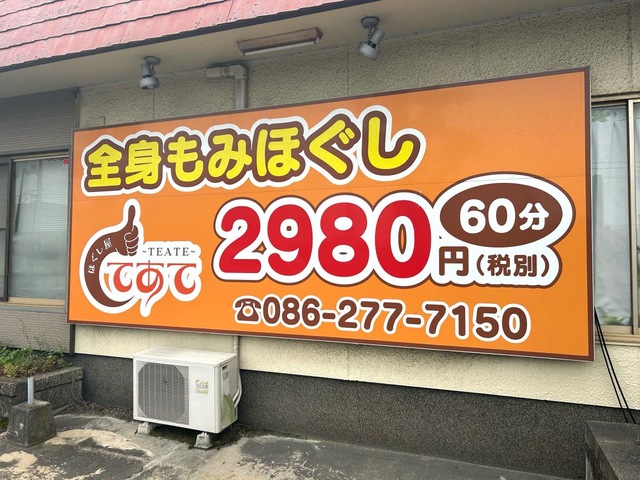 全身もみほぐし
60分
2980円(税別)
ほぐし屋
~TEATE~
てあて
☎086-277-7150